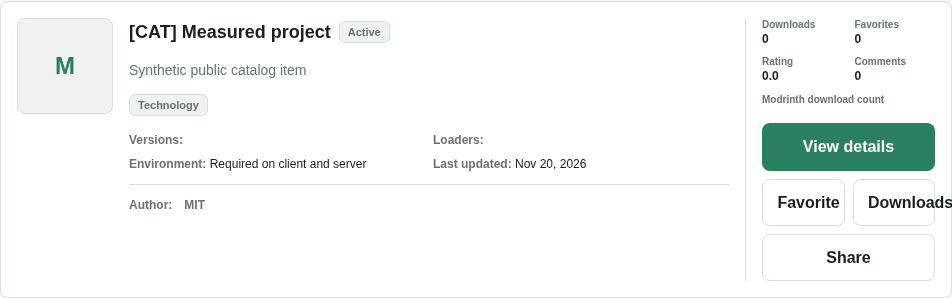 M
[CAT] Measured project
Active
Synthetic public catalog item
Technology
Versions:
Loaders:
Environment: Required on client and server
Last updated: Nov 20, 2026
Author: MIT
Downloads
0
Favorites
0
Rating
0.0
Comments
0
Modrinth download count
View details
Favorite
Downloads
Share